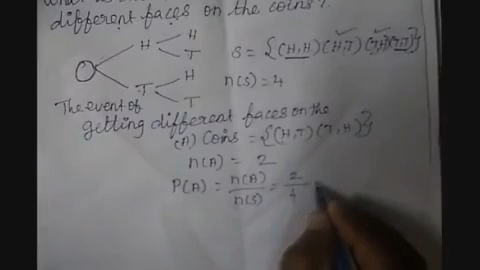 different faces on the coins?
H
H
T
T
H
T
S = {(H,H) (H,T) (T,H) (T,T)}
n(S) = 4
The event of
getting different faces on the
(A) Coins = {(H,T) (T,H)}
n(A) = 2
P(A) = n(A)/n(S) = 2/4